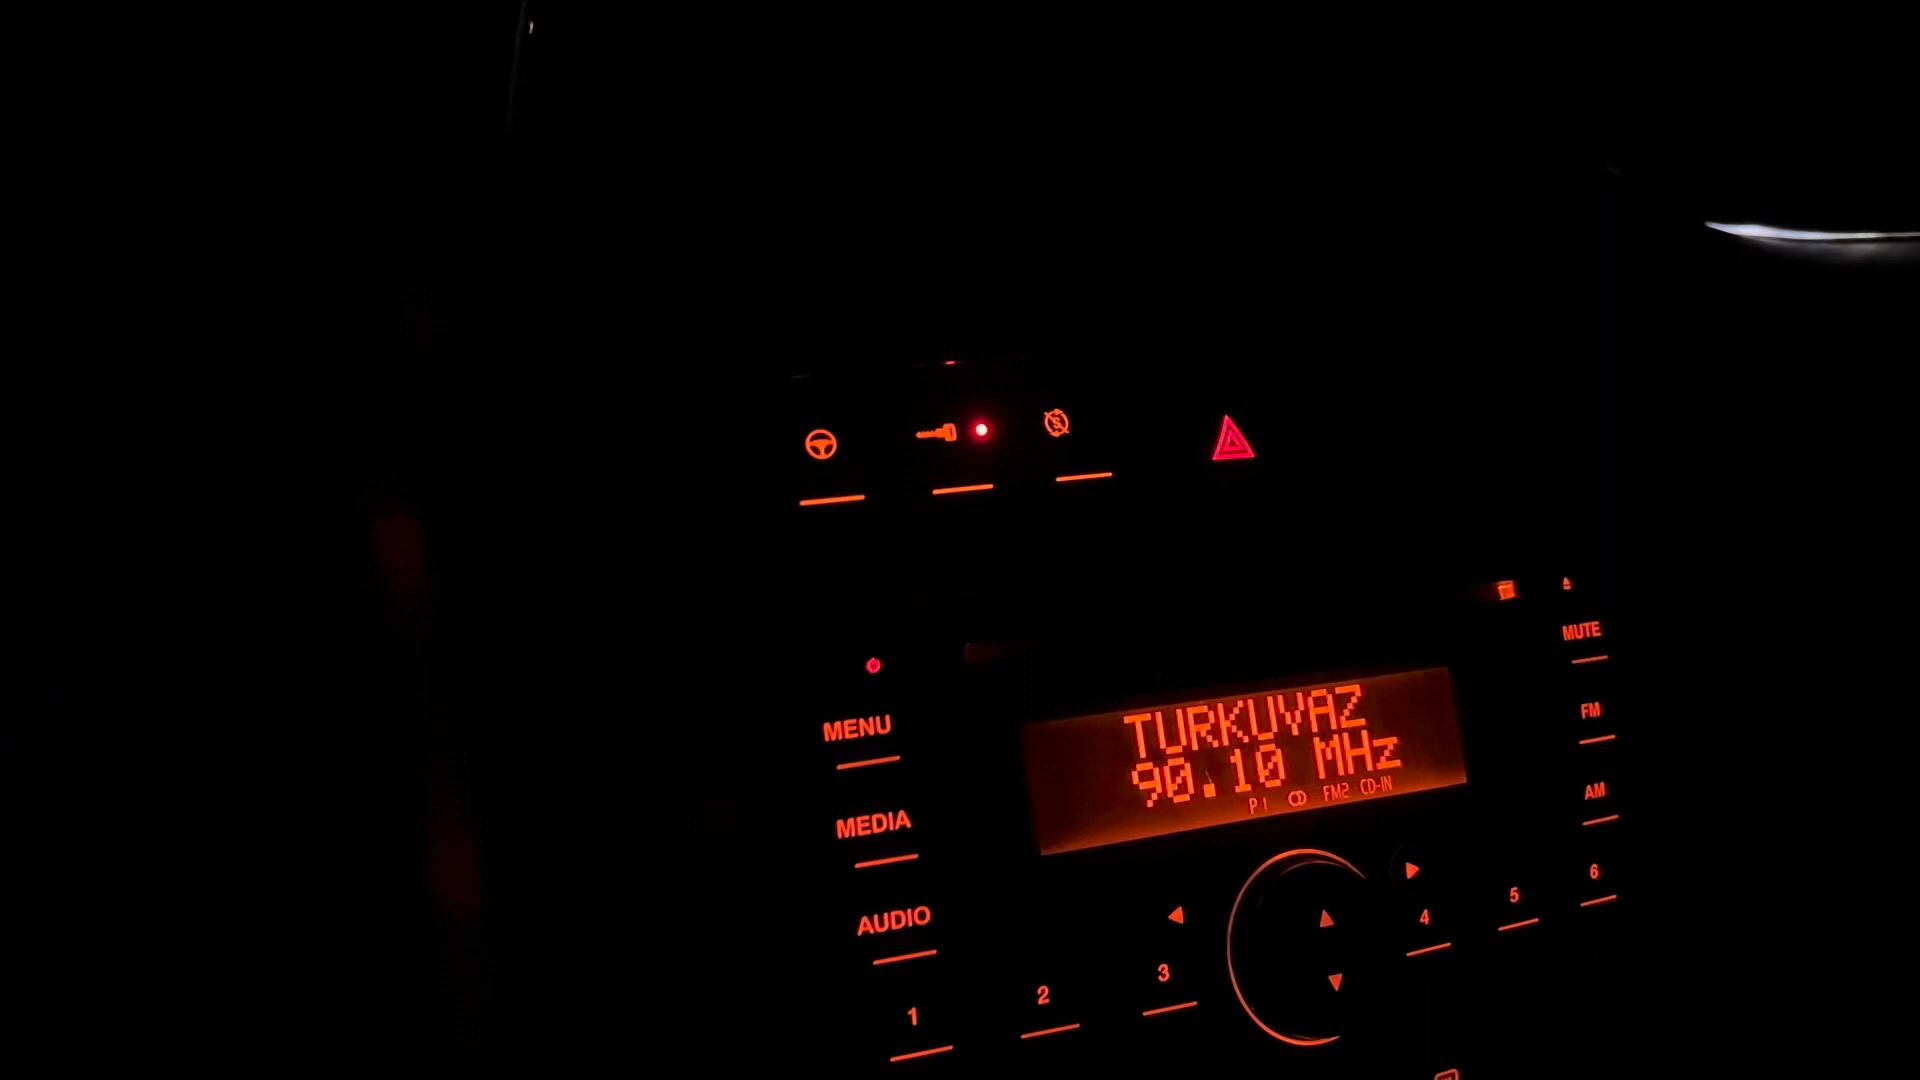 MUTE
MENU
TURKUVAZ
FM
90.10 MHz
P1 FM2 CD-IN
AM
MEDIA
AUDIO
1
2
3
4
5
6